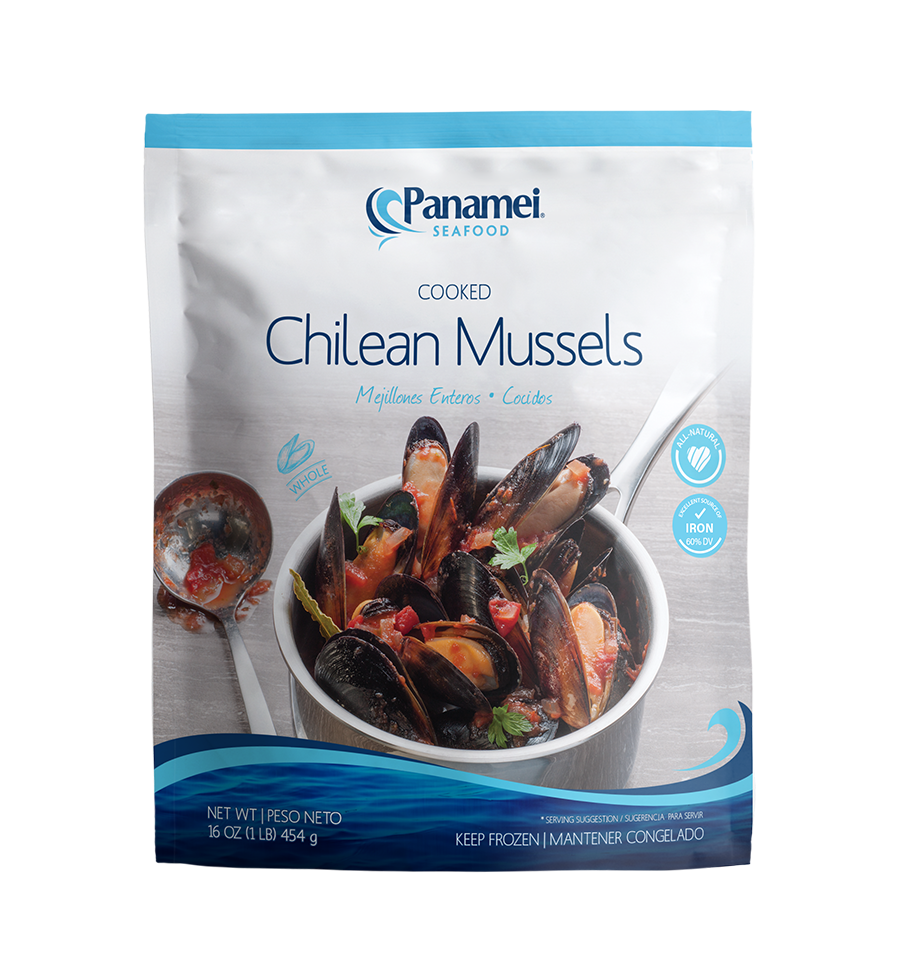 Panamei®
SEAFOOD
COOKED
Chilean Mussels
Mejillones Enteros • Cocidos
WHOLE
ALL-NATURAL
EXCELLENT SOURCE OF
IRON
60% DV
NET WT | PESO NETO
16 OZ (1 LB) 454 g
* SERVING SUGGESTION / SUGERENCIA PARA SERVIR
KEEP FROZEN | MANTENER CONGELADO